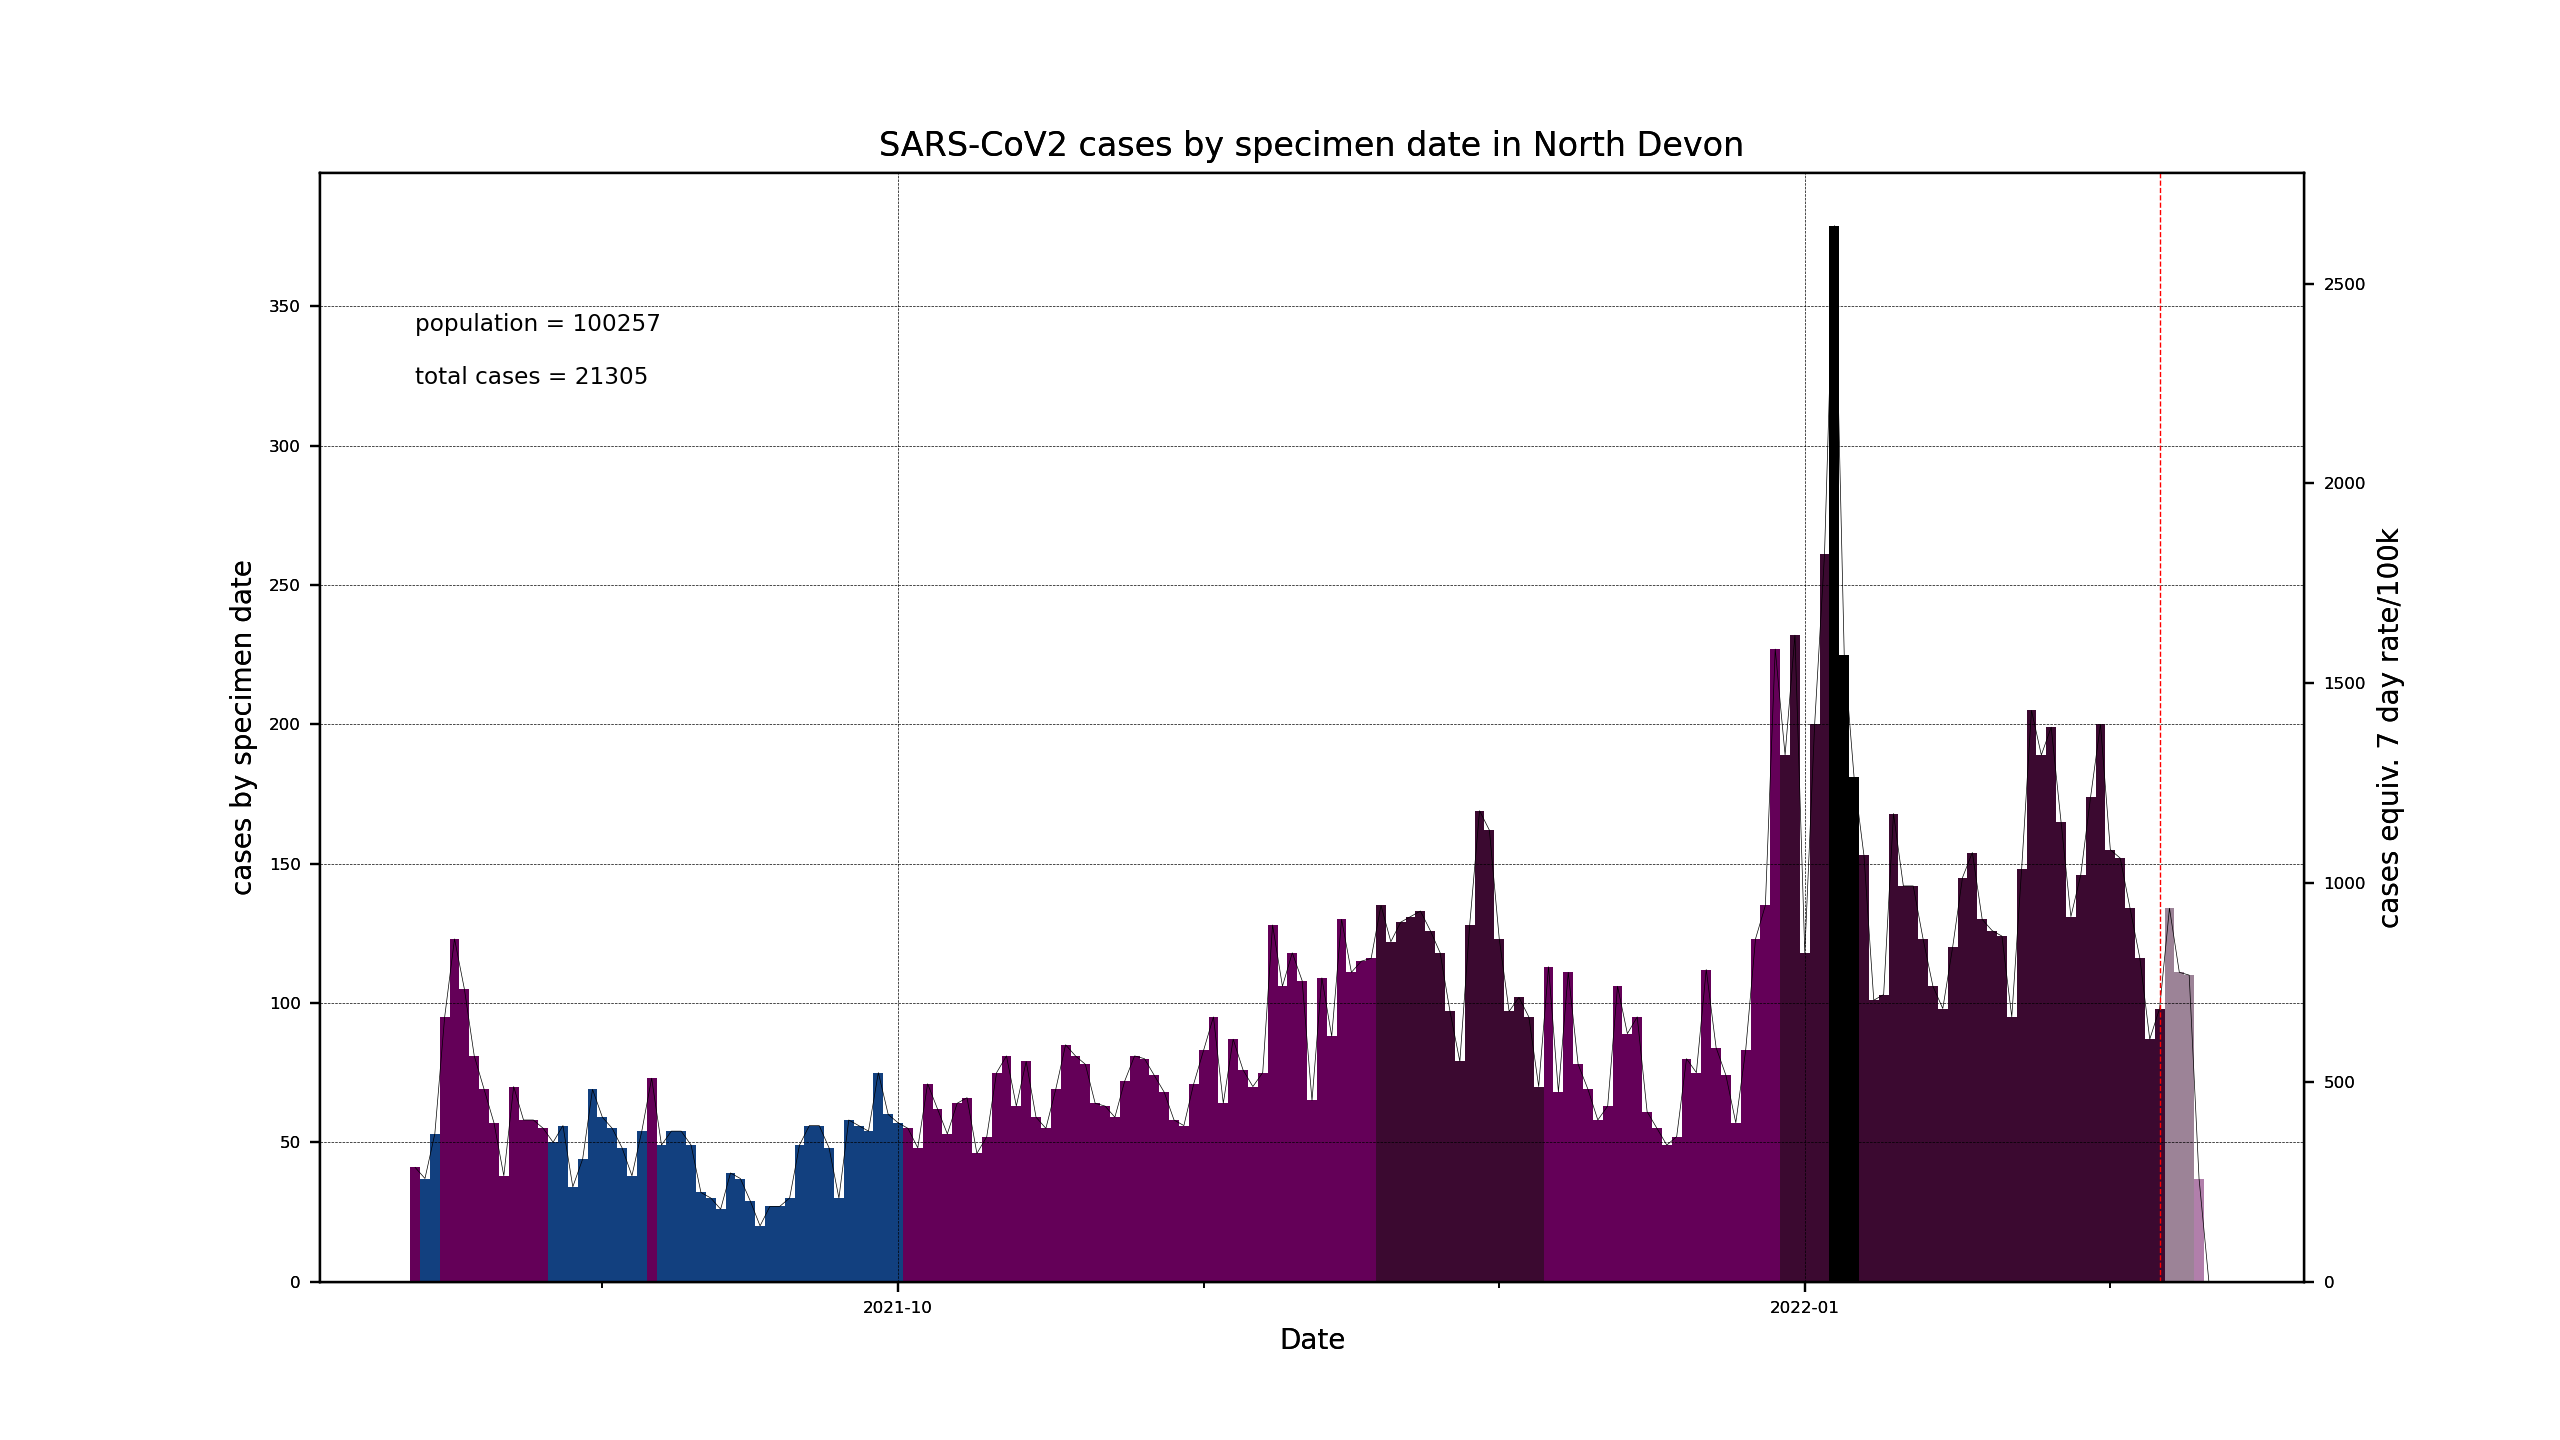 SARS-CoV2 cases by specimen date in North Devon
population = 100257
total cases = 21305
cases by specimen date
350
300
250
200
150
100
50
0
2500
2000
1500
1000
500
0
cases equiv. 7 day rate/100k
2021-10
2022-01
Date